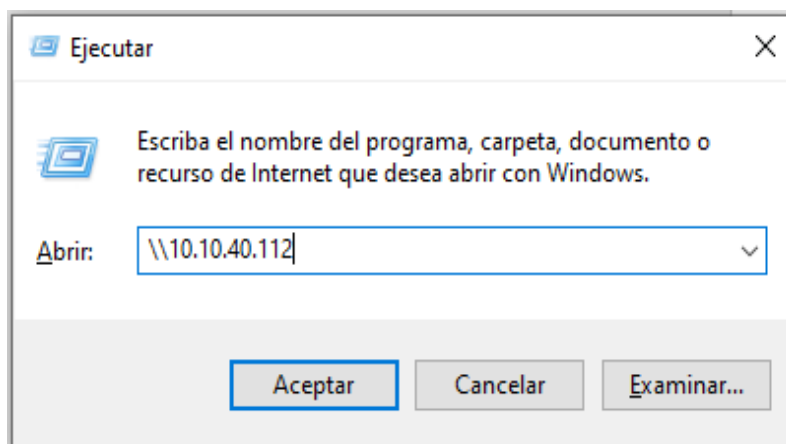 Ejecutar
Escriba el nombre del programa, carpeta, documento o
recurso de Internet que desea abrir con Windows.
Abrir: \\10.10.40.112
Aceptar Cancelar Examinar...